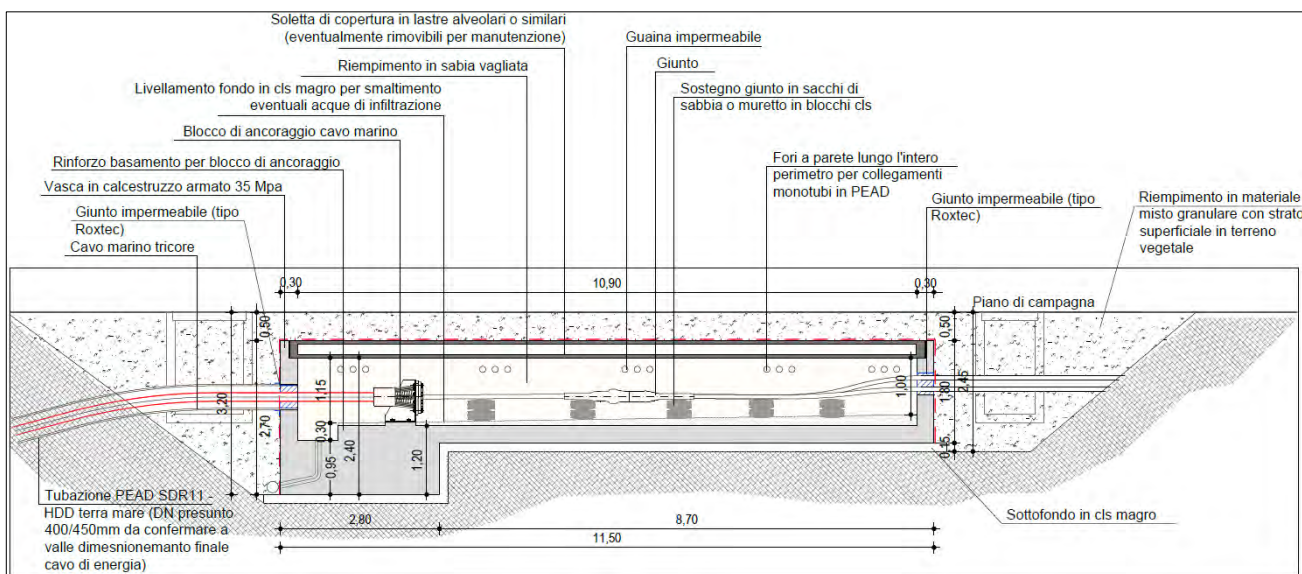 Soletta di copertura in lastre alveolari o similari
(eventualmente rimovibili per manutenzione)
Riempimento in sabia vagliata
Livellamento fondo in cls magro per smaltimento
eventuali acque di infiltrazione
Blocco di ancoraggio cavo marino
Rinforzo basamento per blocco di ancoraggio
Vasca in calcestruzzo armato 35 Mpa
Giunto impermeabile (tipo
Roxtec)
Cavo marino tricore
Guaina impermeabile
Giunto
Sostegno giunto in sacchi di
sabbia o muretto in blocchi cls
Fori a parete lungo l'intero
perimetro per collegamenti
monotubi in PEAD
Giunto impermeabile (tipo
Roxtec)
Riempimento in materiale
misto granulare con strato
superficiale in terreno
vegetale
0,30
10,90
0,30
Piano di campagna
0,50
0,50
3,20
2,70
1,15
0,30
0,95
2,40
1,20
1,00
1,80
2,45
0,15
Tubazione PEAD SDR11 -
HDD terra mare (DN presunto
400/450mm da confermare a
valle dimesnionemanto finale
cavo di energia)
Sottofondo in cls magro
2,80
8,70
11,50